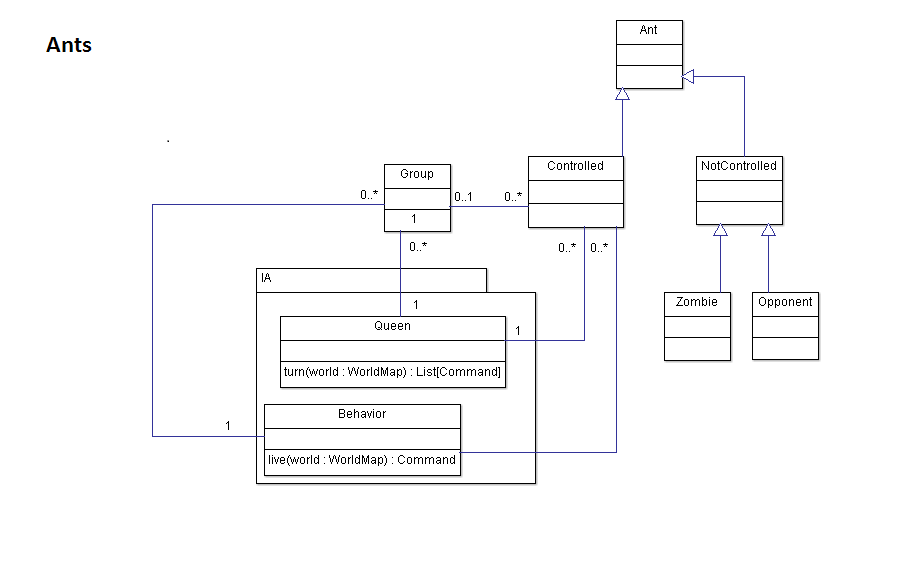 Ants
Ant
Group
Controlled
NotControlled
0..*
0..1
0..*
1
0..*
0..*
0..*
IA
1
Zombie
Opponent
Queen
1
turn(world : WorldMap) : List[Command]
Behavior
1
live(world : WorldMap) : Command